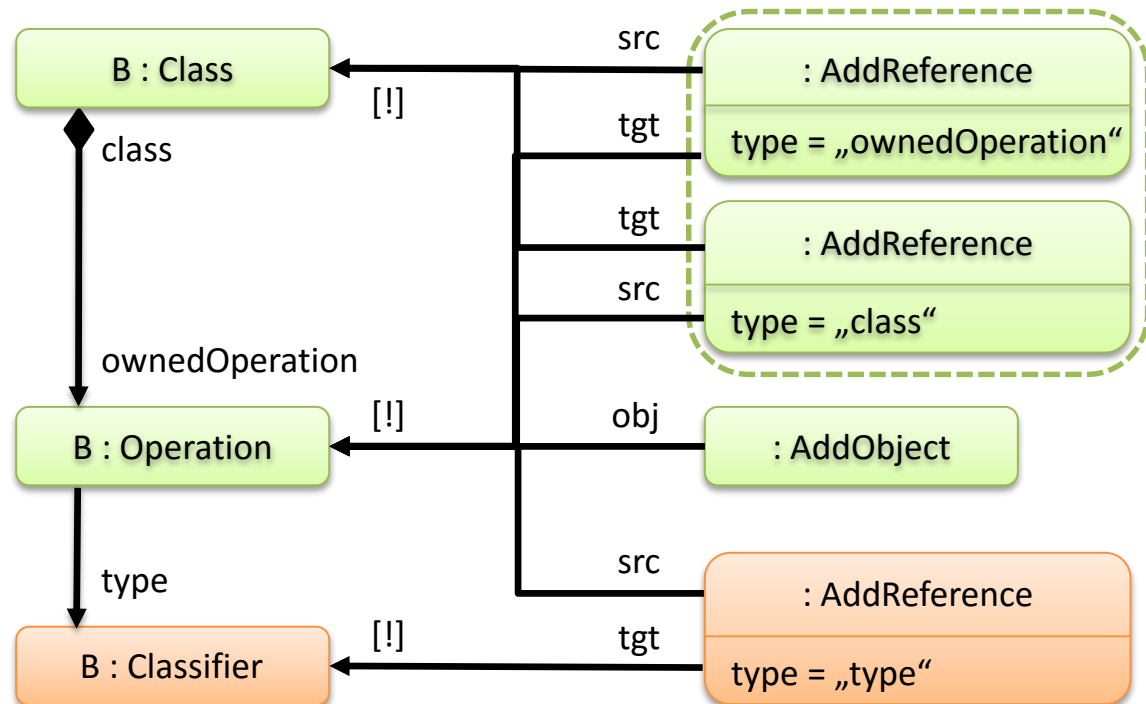 B : Class
src
: AddReference
[!]
tgt
type = „ownedOperation“
class
tgt
: AddReference
src
type = „class“
ownedOperation
[!]
obj
B : Operation
: AddObject
src
: AddReference
type
[!]
tgt
B : Classifier
type = „type“